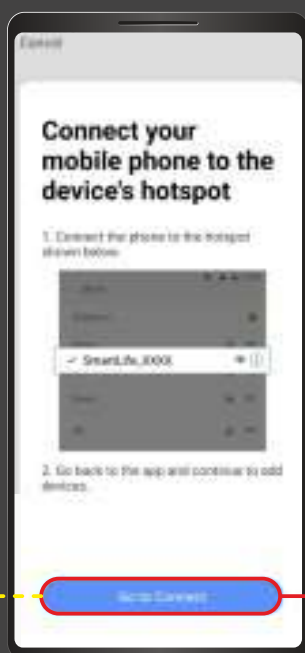 Cancel
Connect your
mobile phone to the
device's hotspot
1. Connect the phone to the hotspot
shown below.
✓ SmartLife_XXXX
2. Go back to the app and continue to add
devices.
Go to Connect